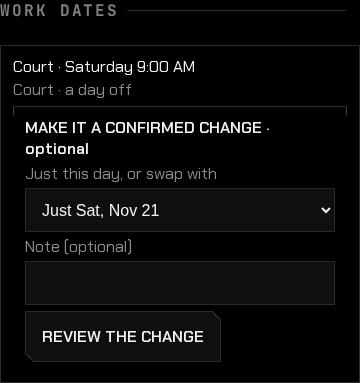 WORK DATES
Court · Saturday 9:00 AM
Court · a day off
MAKE IT A CONFIRMED CHANGE ·
optional
Just this day, or swap with
Just Sat, Nov 21
Note (optional)
REVIEW THE CHANGE